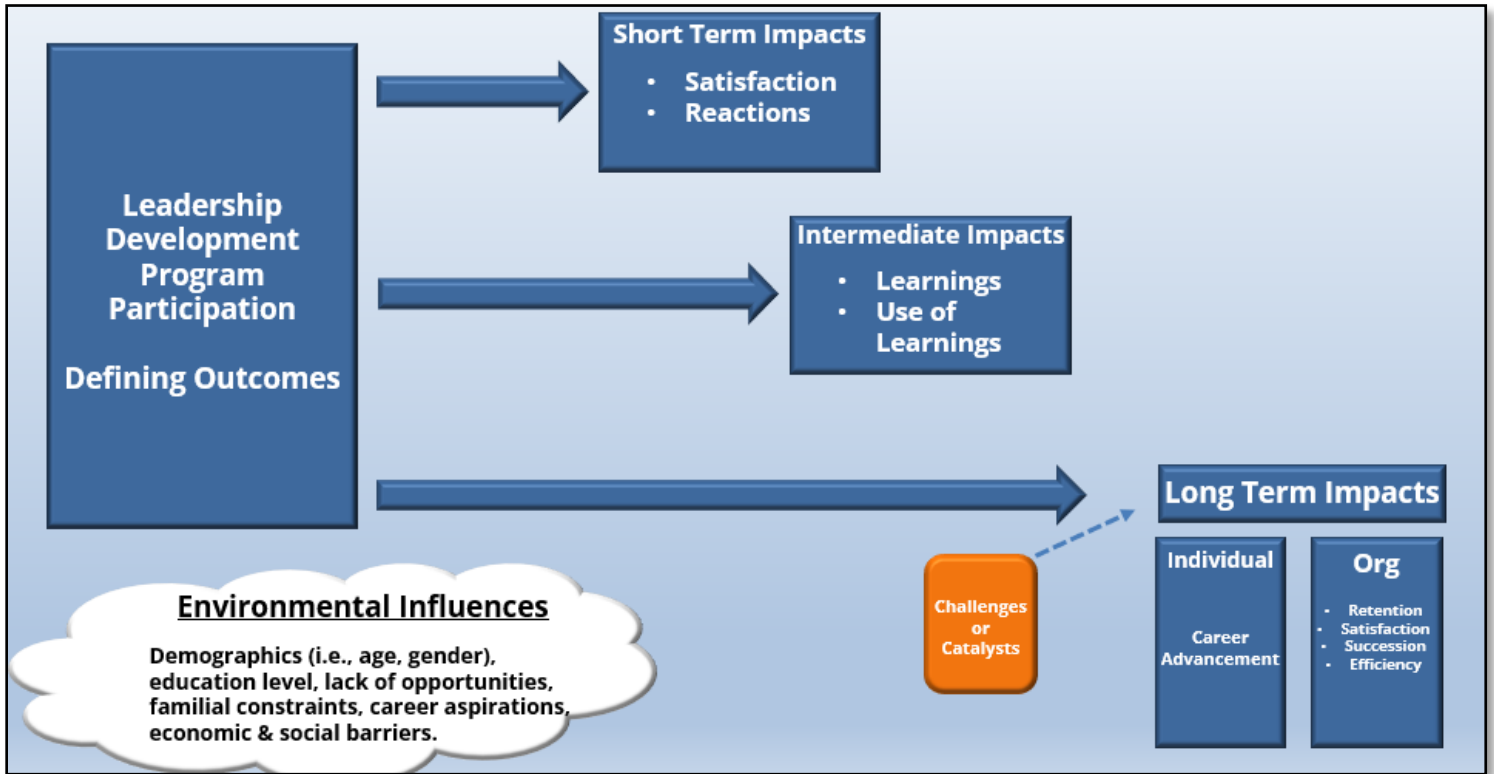 Leadership
Development
Program
Participation
Defining Outcomes
Short Term Impacts
• Satisfaction
• Reactions
Intermediate Impacts
• Learnings
• Use of
Learnings
Long Term Impacts
Individual
Career
Advancement
Org
• Retention
• Satisfaction
• Succession
• Efficiency
Challenges
or
Catalysts
Environmental Influences
Demographics (i.e., age, gender),
education level, lack of opportunities,
familial constraints, career aspirations,
economic & social barriers.